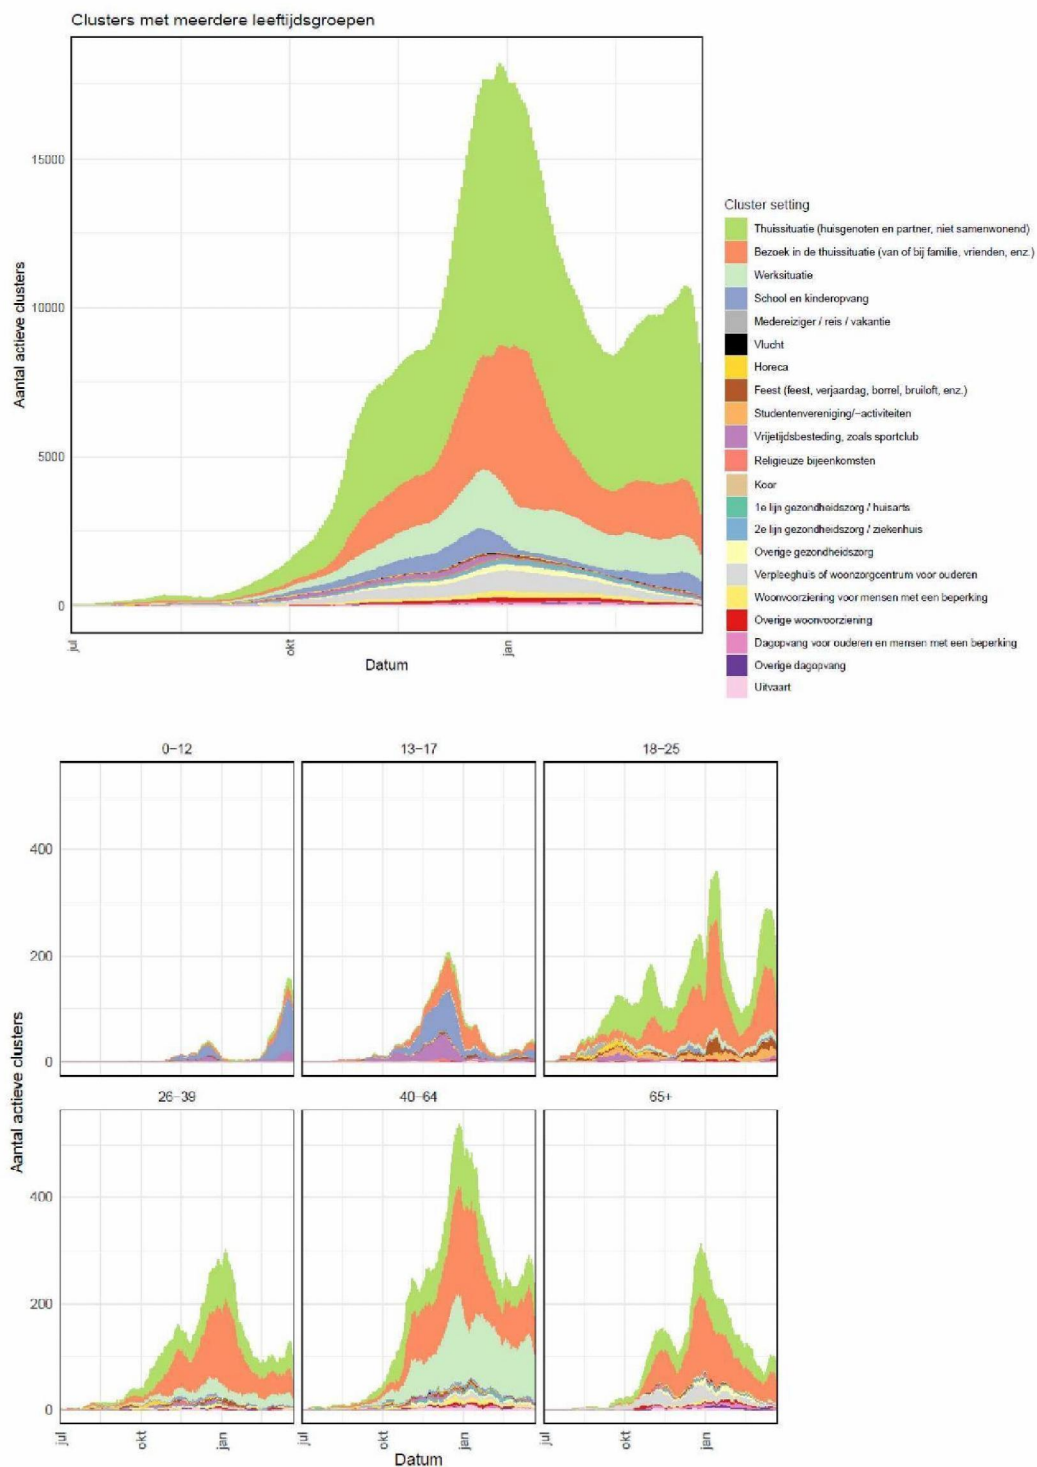 Clusters met meerdere leeftijdsgroepen
15000
10000
5000
0
Aantal actieve clusters
jul
okt
jan
Datum
Cluster setting
Thuissituatie (huisgenoten en partner, niet samenwonend)
Bezoek in de thuissituatie (van of bij familie, vrienden, enz.)
Werksituatie
School en kinderopvang
Medereiziger / reis / vakantie
Vlucht
Horeca
Feest (feest, verjaardag, borrel, bruiloft, enz.)
Studentenvereniging/-activiteiten
Vrijetijdsbesteding, zoals sportclub
Religieuze bijeenkomsten
Koor
1e lijn gezondheidszorg / huisarts
2e lijn gezondheidszorg / ziekenhuis
Overige gezondheidszorg
Verpleeghuis of woonzorgcentrum voor ouderen
Woonvoorziening voor mensen met een beperking
Overige woonvoorziening
Dagopvang voor ouderen en mensen met een beperking
Overige dagopvang
Uitvaart
0-12
13-17
18-25
400
200
0
26-39
40-64
65+
Aantal actieve clusters
400
200
0
jul
okt
jan
jul
okt
jan
jul
okt
jan
Datum